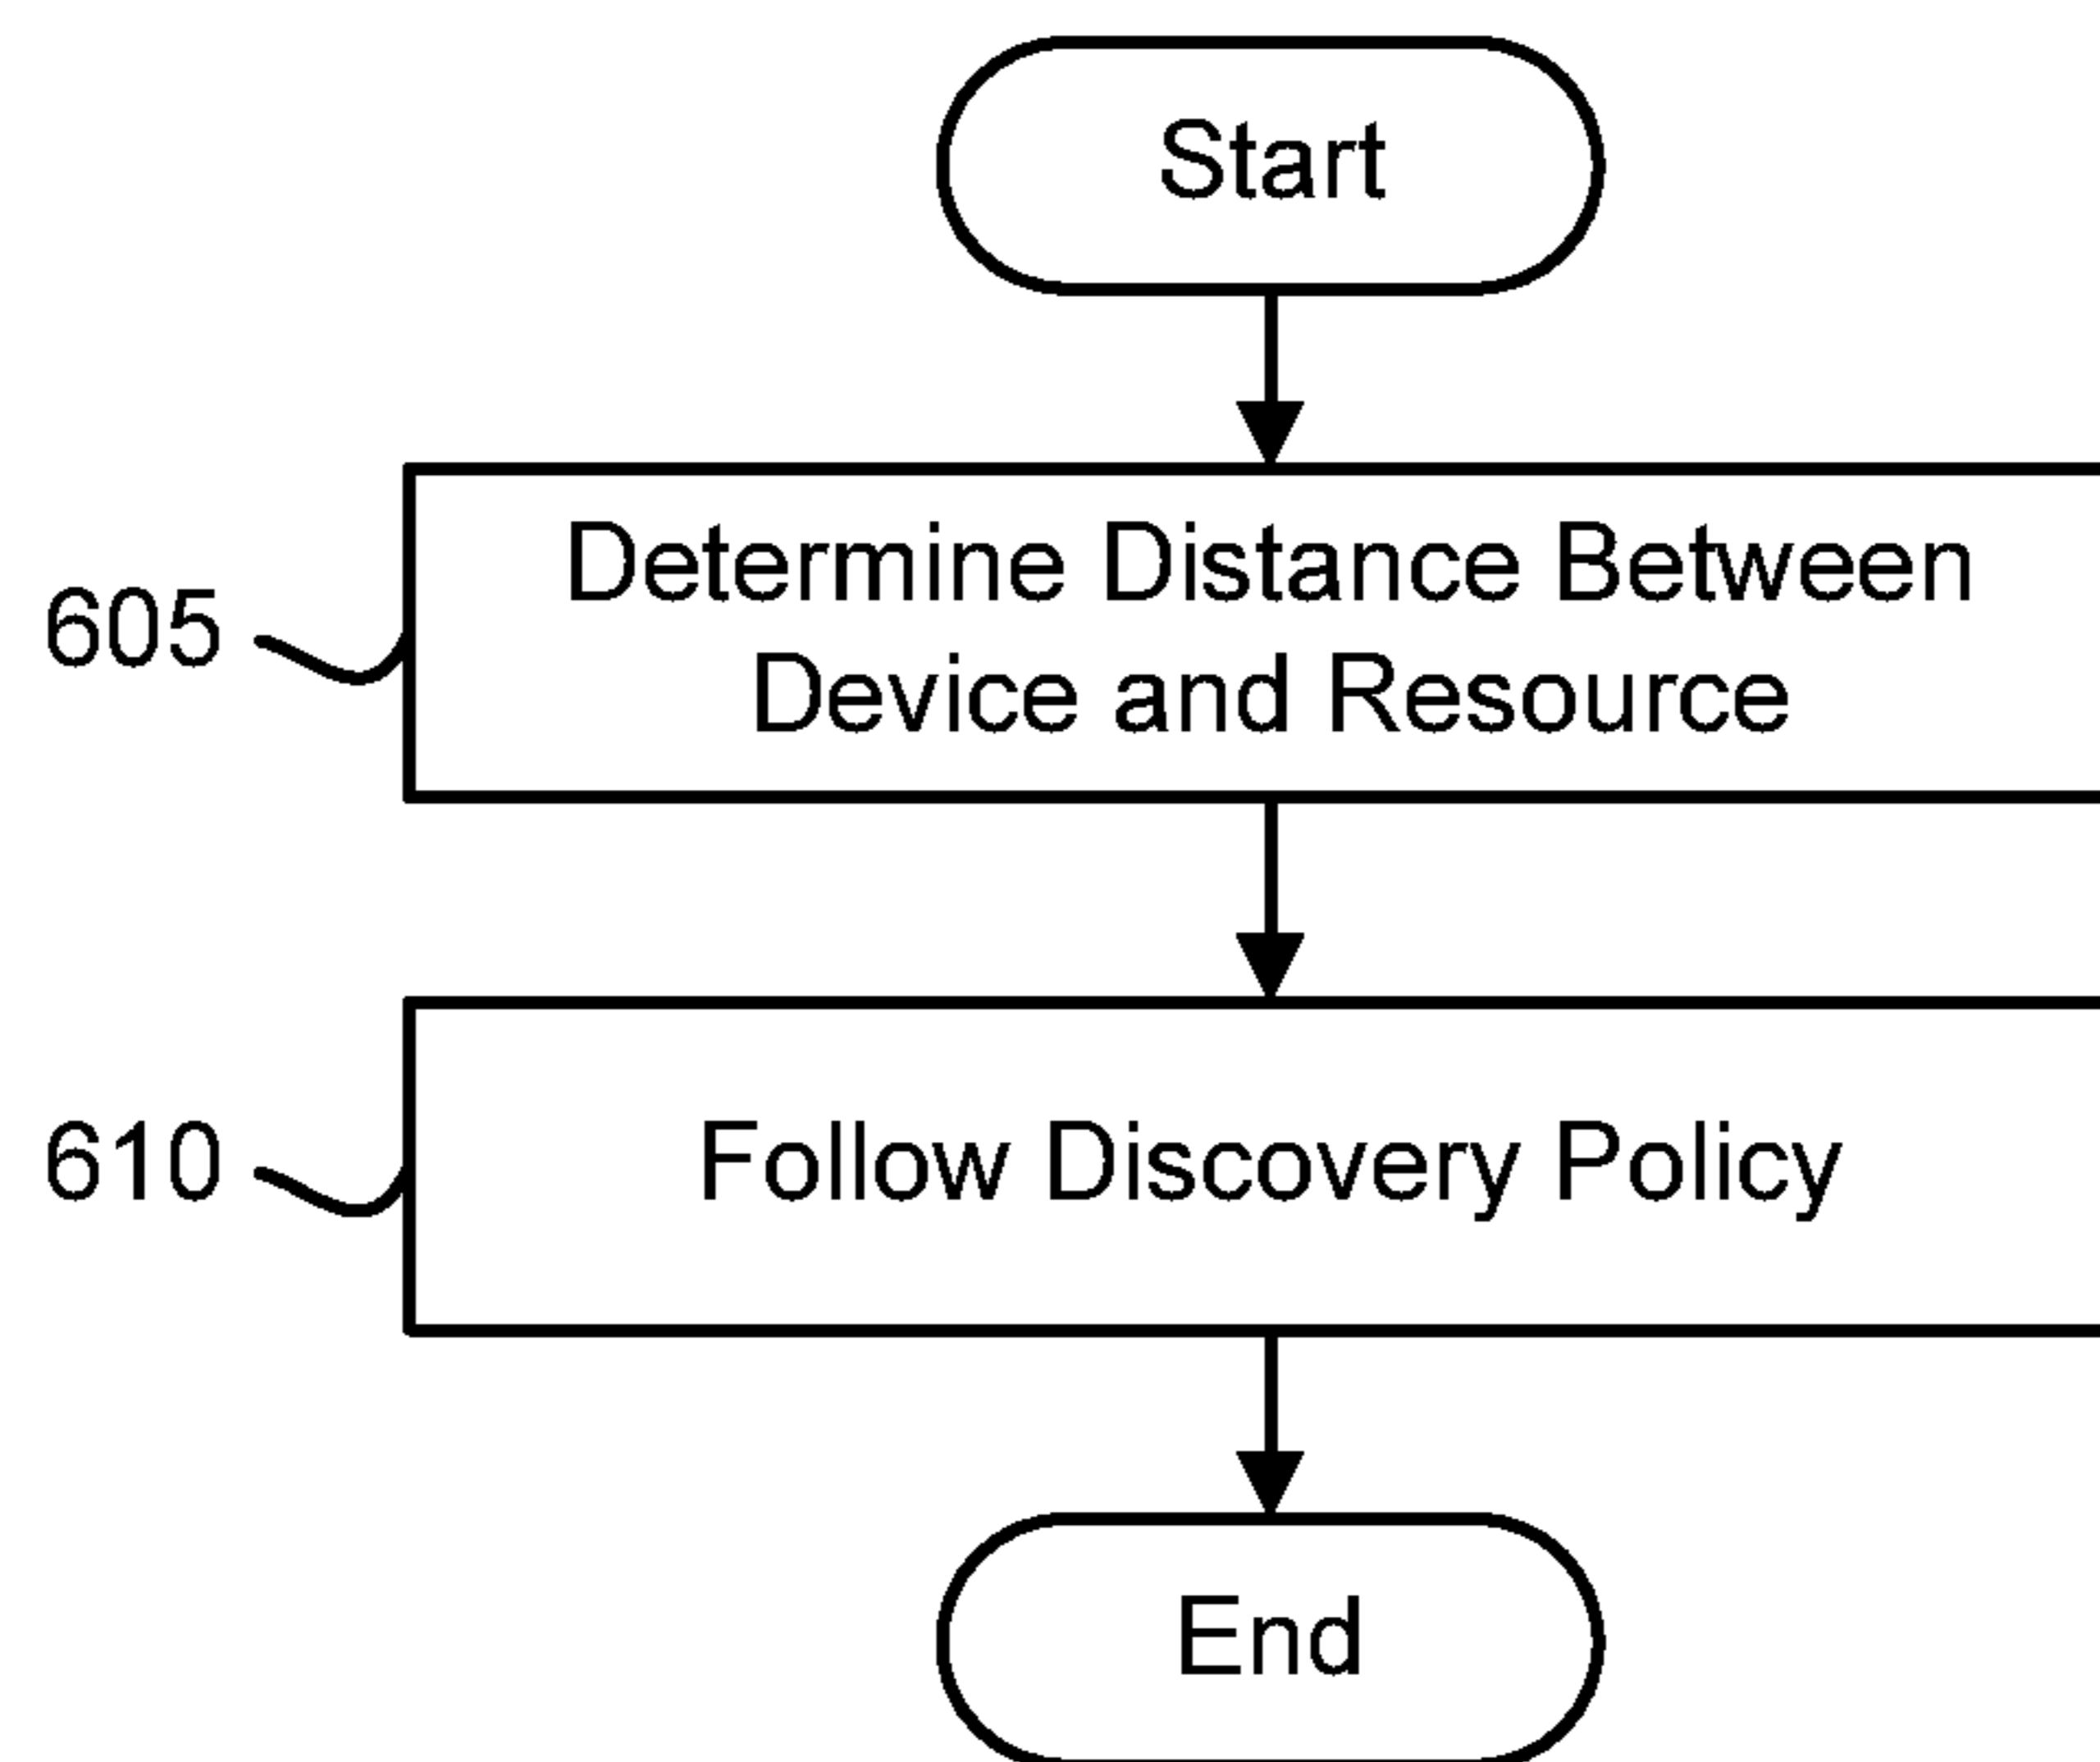 Start
605
Determine Distance Between
Device and Resource
610
Follow Discovery Policy
End